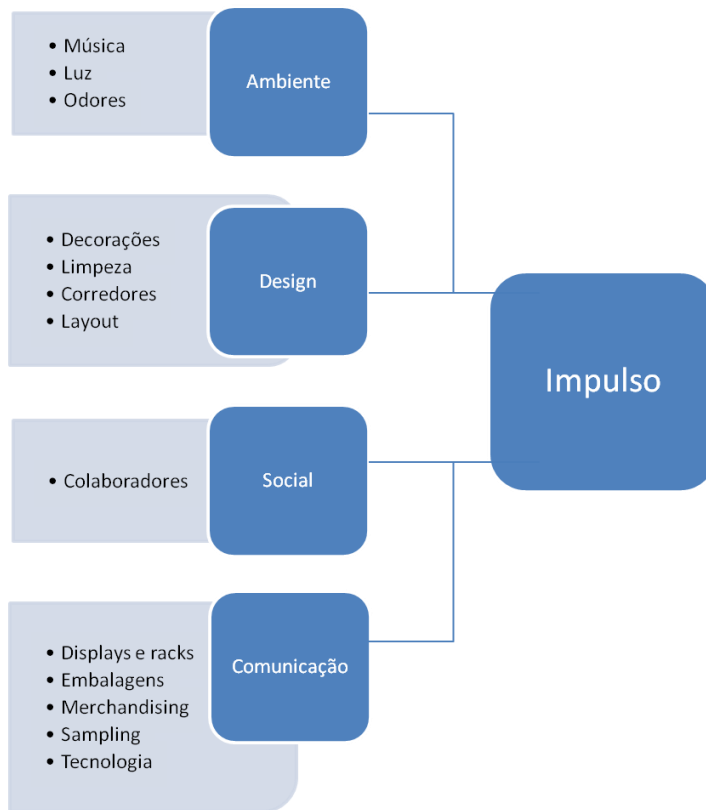 • Música
• Luz
• Odores
Ambiente
• Decorações
• Limpeza
• Corredores
• Layout
Design
Impulso
• Colaboradores
Social
• Displays e racks
• Embalagens
• Merchandising
• Sampling
• Tecnologia
Comunicação